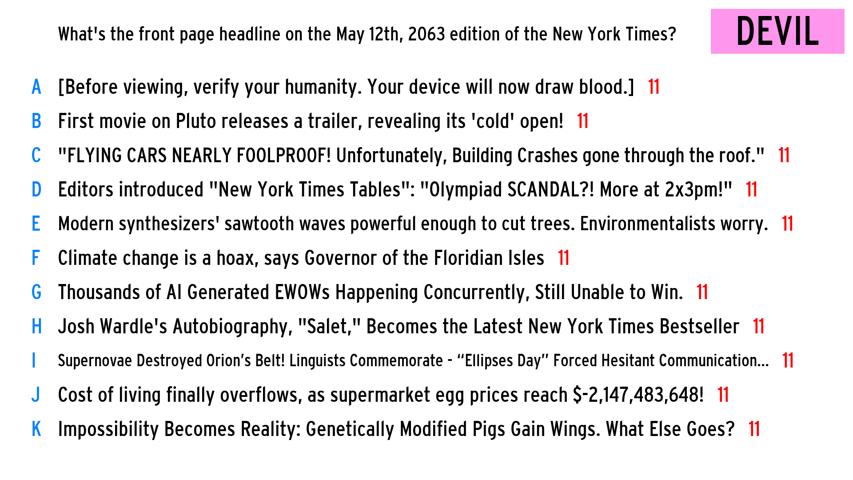 What's the front page headline on the May 12th, 2063 edition of the New York Times?
DEVIL
A [Before viewing, verify your humanity. Your device will now draw blood.] 11
B First movie on Pluto releases a trailer, revealing its 'cold' open! 11
C "FLYING CARS NEARLY FOOLPROOF! Unfortunately, Building Crashes gone through the roof." 11
D Editors introduced "New York Times Tables": "Olympiad SCANDAL?! More at 2x3pm!" 11
E Modern synthesizers' sawtooth waves powerful enough to cut trees. Environmentalists worry. 11
F Climate change is a hoax, says Governor of the Floridian Isles 11
G Thousands of AI Generated EWOWs Happening Concurrently, Still Unable to Win. 11
H Josh Wardle's Autobiography, "Salet," Becomes the Latest New York Times Bestseller 11
I Supernovae Destroyed Orion's Belt! Linguists Commemorate - “Ellipses Day” Forced Hesitant Communication... 11
J Cost of living finally overflows, as supermarket egg prices reach $-2,147,483,648! 11
K Impossibility Becomes Reality: Genetically Modified Pigs Gain Wings. What Else Goes? 11